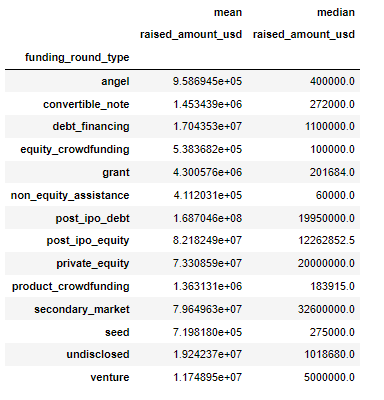 mean median
raised_amount_usd raised_amount_usd
funding_round_type
angel 9.586945e+05 400000.0
convertible_note 1.453439e+06 272000.0
debt_financing 1.704353e+07 1100000.0
equity_crowdfunding 5.383682e+05 100000.0
grant 4.300576e+06 201684.0
non_equity_assistance 4.112031e+05 60000.0
post_ipo_debt 1.687046e+08 19950000.0
post_ipo_equity 8.218249e+07 12262852.5
private_equity 7.330859e+07 20000000.0
product_crowdfunding 1.363131e+06 183915.0
secondary_market 7.964963e+07 32600000.0
seed 7.198180e+05 275000.0
undisclosed 1.924237e+07 1018680.0
venture 1.174895e+07 5000000.0